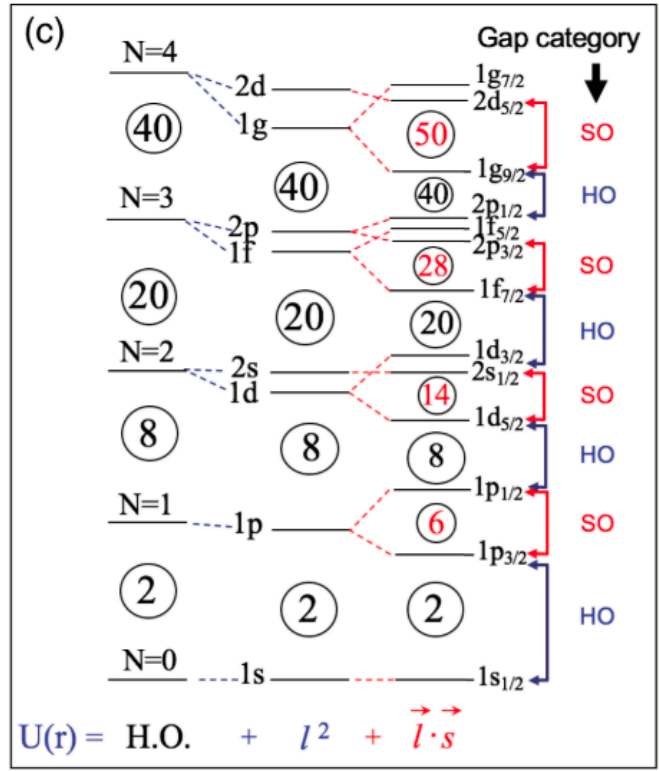 (c)
Gap category
N=4
2d
1g
1g7/2
2d5/2
40
50
SO
1g9/2
40
40
HO
N=3
2p
1f
2p1/2
1f5/2
2p3/2
28
SO
1f7/2
20
20
20
HO
N=2
2s
1d
1d3/2
2s1/2
14
SO
1d5/2
8
8
8
HO
N=1
1p
1p1/2
6
SO
1p3/2
2
2
2
HO
N=0
1s
1s1/2
U(r) = H.O. + l² + l⃗·s⃗